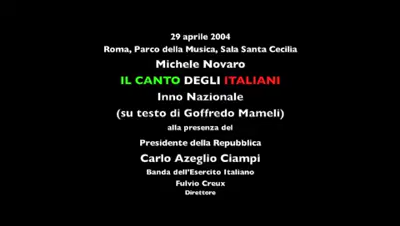 29 aprile 2004
Roma, Parco della Musica, Sala Santa Cecilia
Michele Novaro
IL CANTO DEGLI ITALIANI
Inno Nazionale
(su testo di Goffredo Mameli)
alla presenza del
Presidente della Repubblica
Carlo Azeglio Ciampi
Banda dell'Esercito Italiano
Fulvio Creux
Direttore